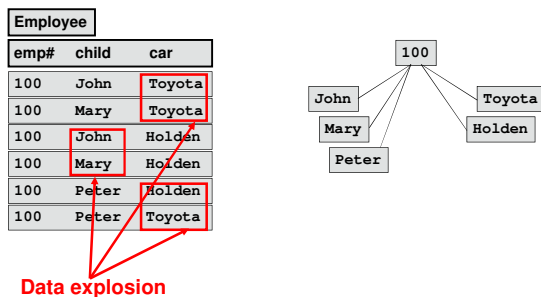 Employee
emp# child car
100 John Toyota
100 Mary Toyota
100 John Holden
100 Mary Holden
100 Peter Holden
100 Peter Toyota
Data explosion
100
John
Toyota
Mary
Holden
Peter